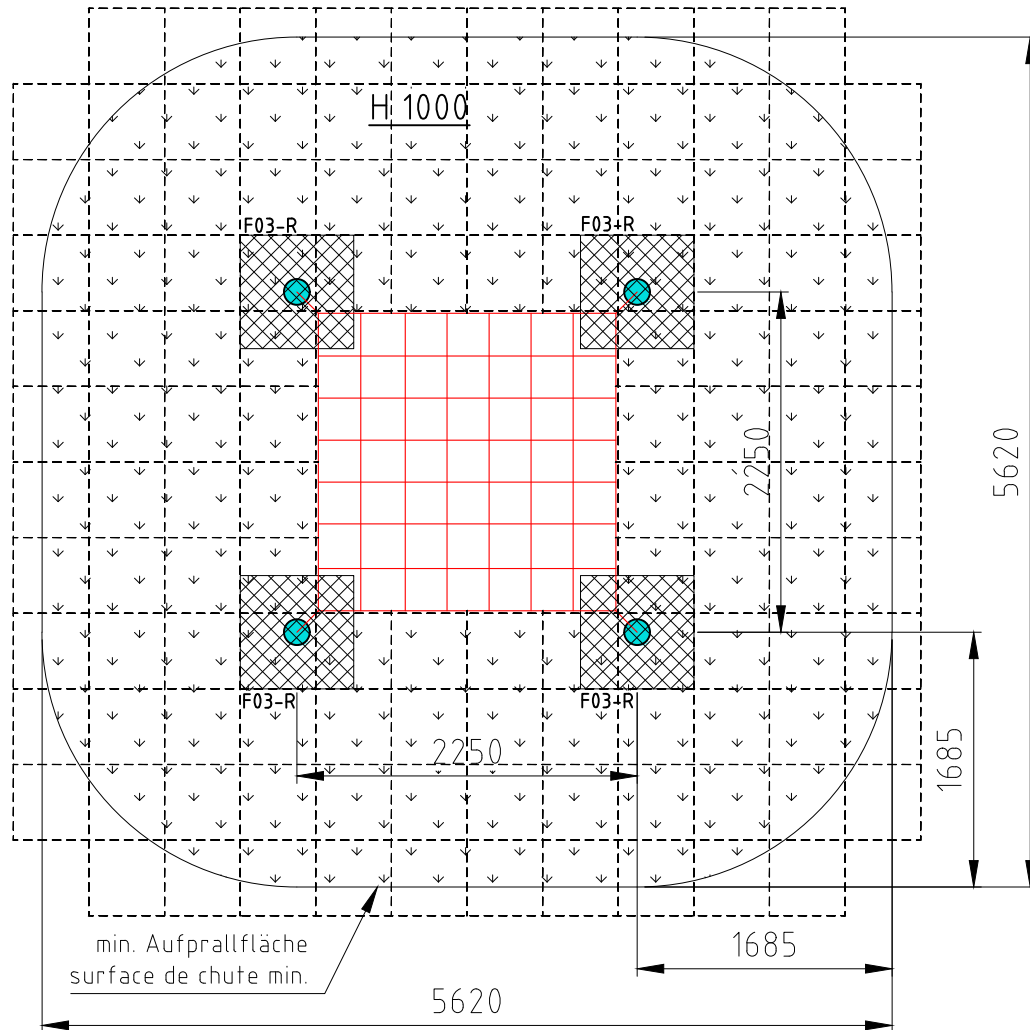 H 1000
F03-R
F03-R
2250
5620
F03-R
F03-R
2250
1685
min. Aufprallfläche
surface de chute min.
1685
5620